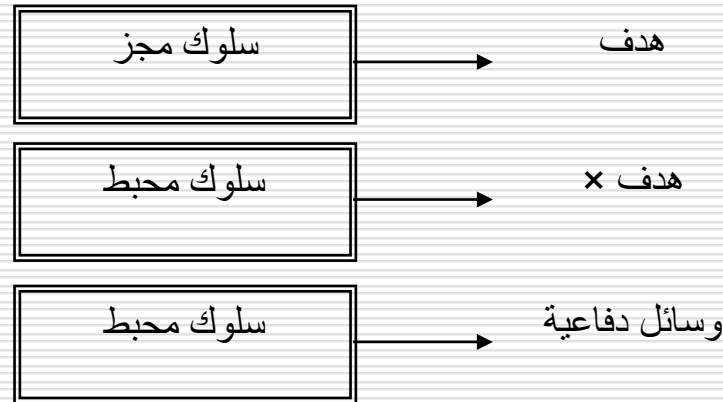 سلوك مجز
هدف
سلوك محبط
هدف ×
سلوك محبط
وسائل دفاعية